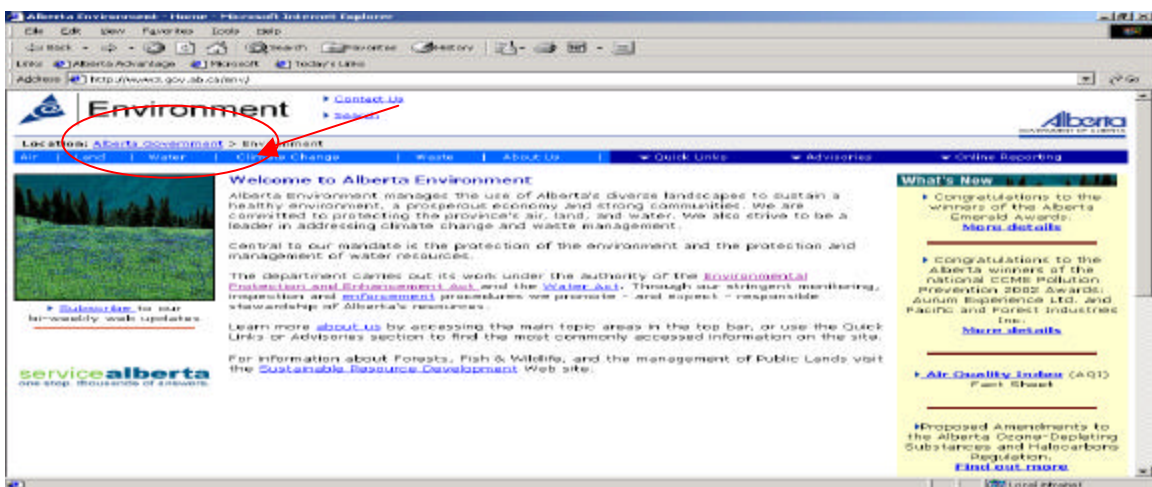 Alberta Environment - Home - Microsoft Internet Explorer
File Edit View Favorites Tools Help
Back Search Favorites History
Links Alberta Advantage Microsoft Today's Links
Address Go
Environment
Contact Us
Search
Alberta
GOVERNMENT OF ALBERTA
Location: Alberta Government > Environment
Air | Land | Water | Climate Change | Waste | About Us | Quick Links Advisories Online Reporting
Welcome to Alberta Environment
Alberta Environment manages the use of Alberta's diverse landscapes to sustain a
healthy environment, a prosperous economy and strong communities. We are
committed to protecting the province's air, land, and water. We also strive to be a
leader in addressing climate change and waste management.
Central to our mandate is the protection of the environment and the protection and
management of water resources.
The department carries out its work under the authority of the Environmental
Protection and Enhancement Act and the Water Act. Through our stringent monitoring,
inspection and enforcement procedures we promote - and expect - responsible
stewardship of Alberta's resources.
Learn more about us by accessing the main topic areas in the top bar, or use the Quick
Links or Advisories section to find the most commonly accessed information on the site.
For information about Forests, Fish & Wildlife, and the management of Public Lands visit
the Sustainable Resource Development Web site.
Subscribe to our
bi-weekly web updates.
servicealberta
one stop. thousands of answers.
What's New
Congratulations to the
winners of the Alberta
Emerald Awards.
More details
Congratulations to the
Alberta winners of the
national CCME Pollution
Prevention 2002 Awards:
Aurum Experience Ltd. and
Pacific and Forest Industries
Inc.
More details
Air Quality Index (AQI)
Fact Sheet
Proposed Amendments to
the Alberta Ozone-Depleting
Substances and Halocarbons
Regulation.
Find out more
Local intranet